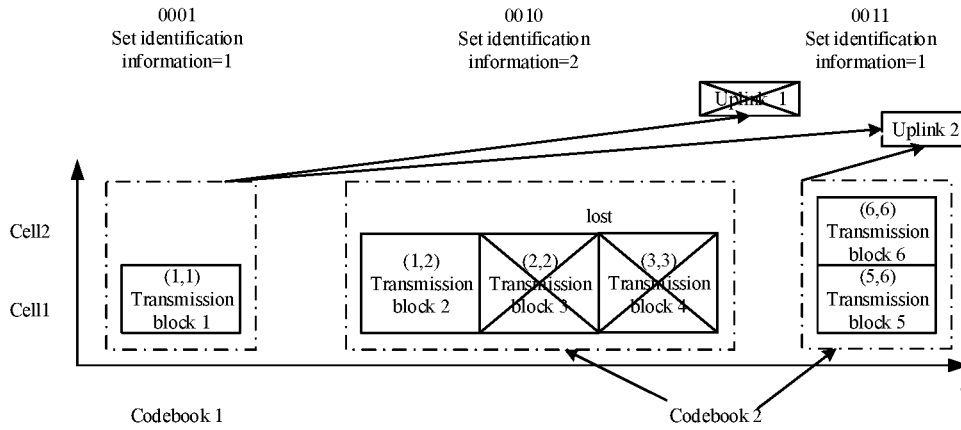 0001
Set identification
information=1
0010
Set identification
information=2
0011
Set identification
information=1
Uplink 1
Uplink 2
lost
Cell2
Cell1
(1,1)
Transmission
block 1
(1,2)
Transmission
block 2
(2,2)
Transmission
block 3
(3,3)
Transmission
block 4
(6,6)
Transmission
block 6
(5,6)
Transmission
block 5
Codebook 1
Codebook 2